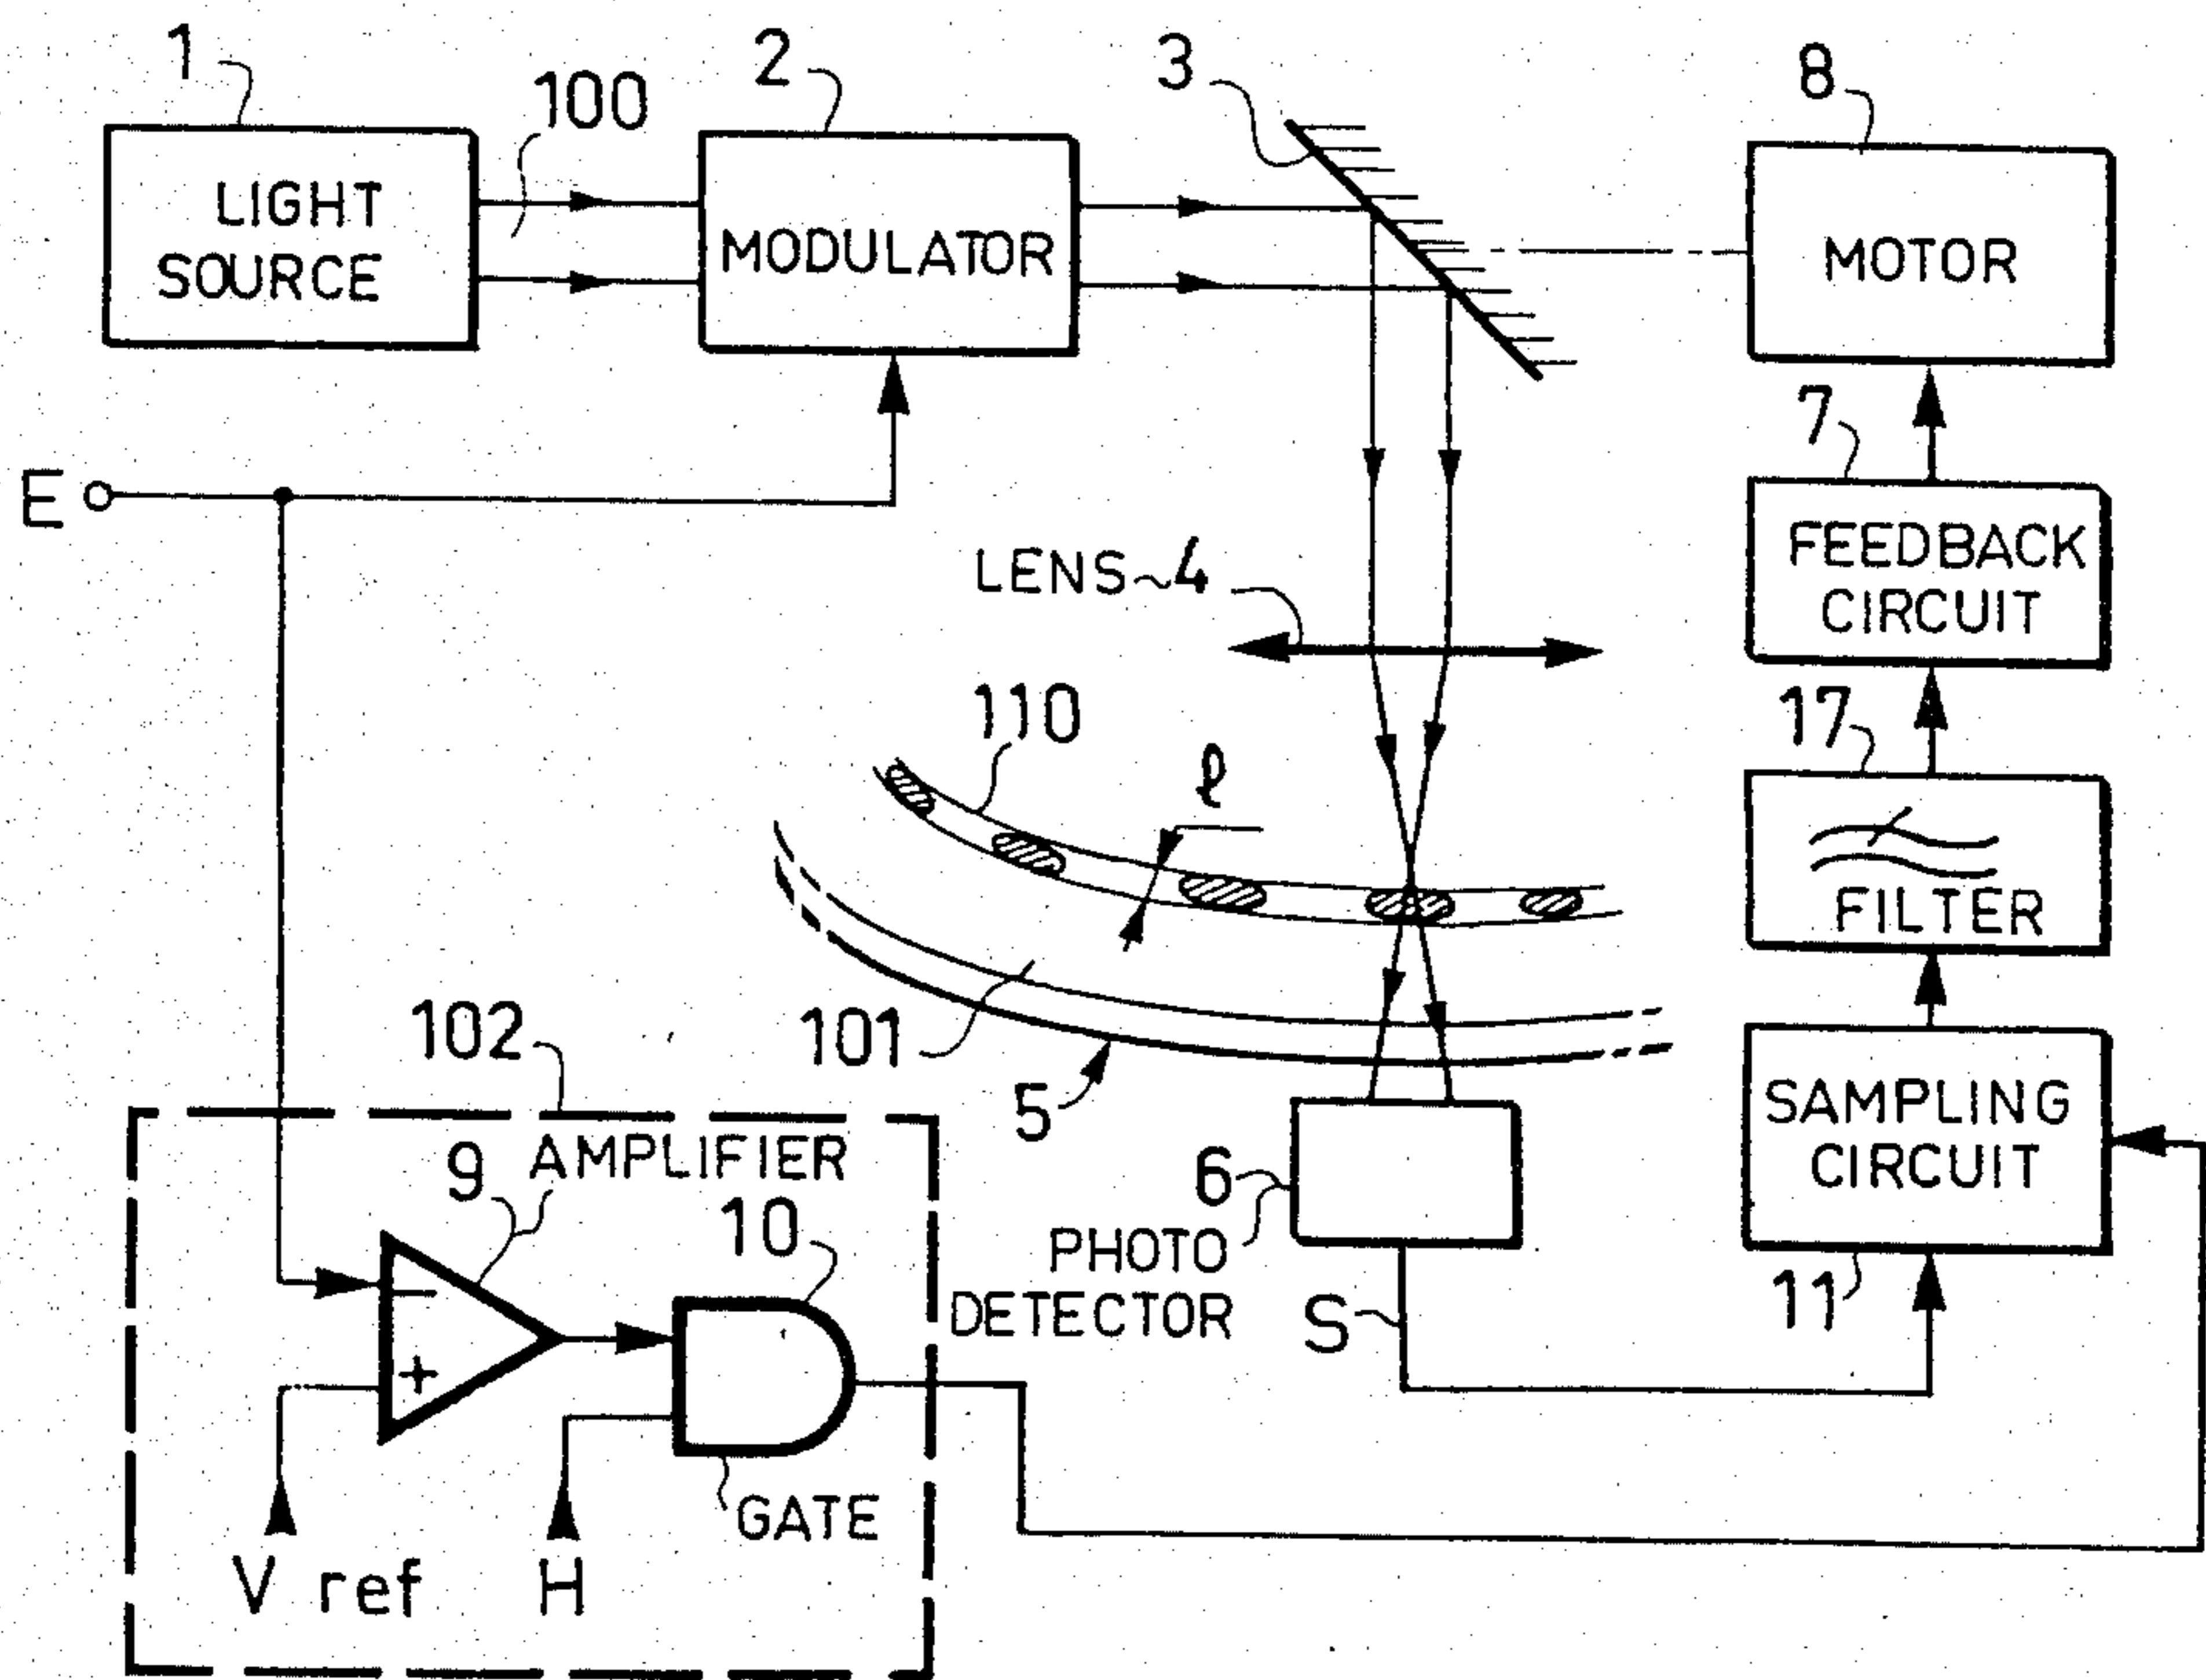 1
100
2
3
8
LIGHT
SOURCE
MODULATOR
MOTOR
7
E
FEEDBACK
CIRCUIT
LENS~4
110
ℓ
17
FILTER
101
102
5
SAMPLING
CIRCUIT
9 AMPLIFIER
10
6
PHOTO
DETECTOR
S
11
−
+
GATE
V ref
H